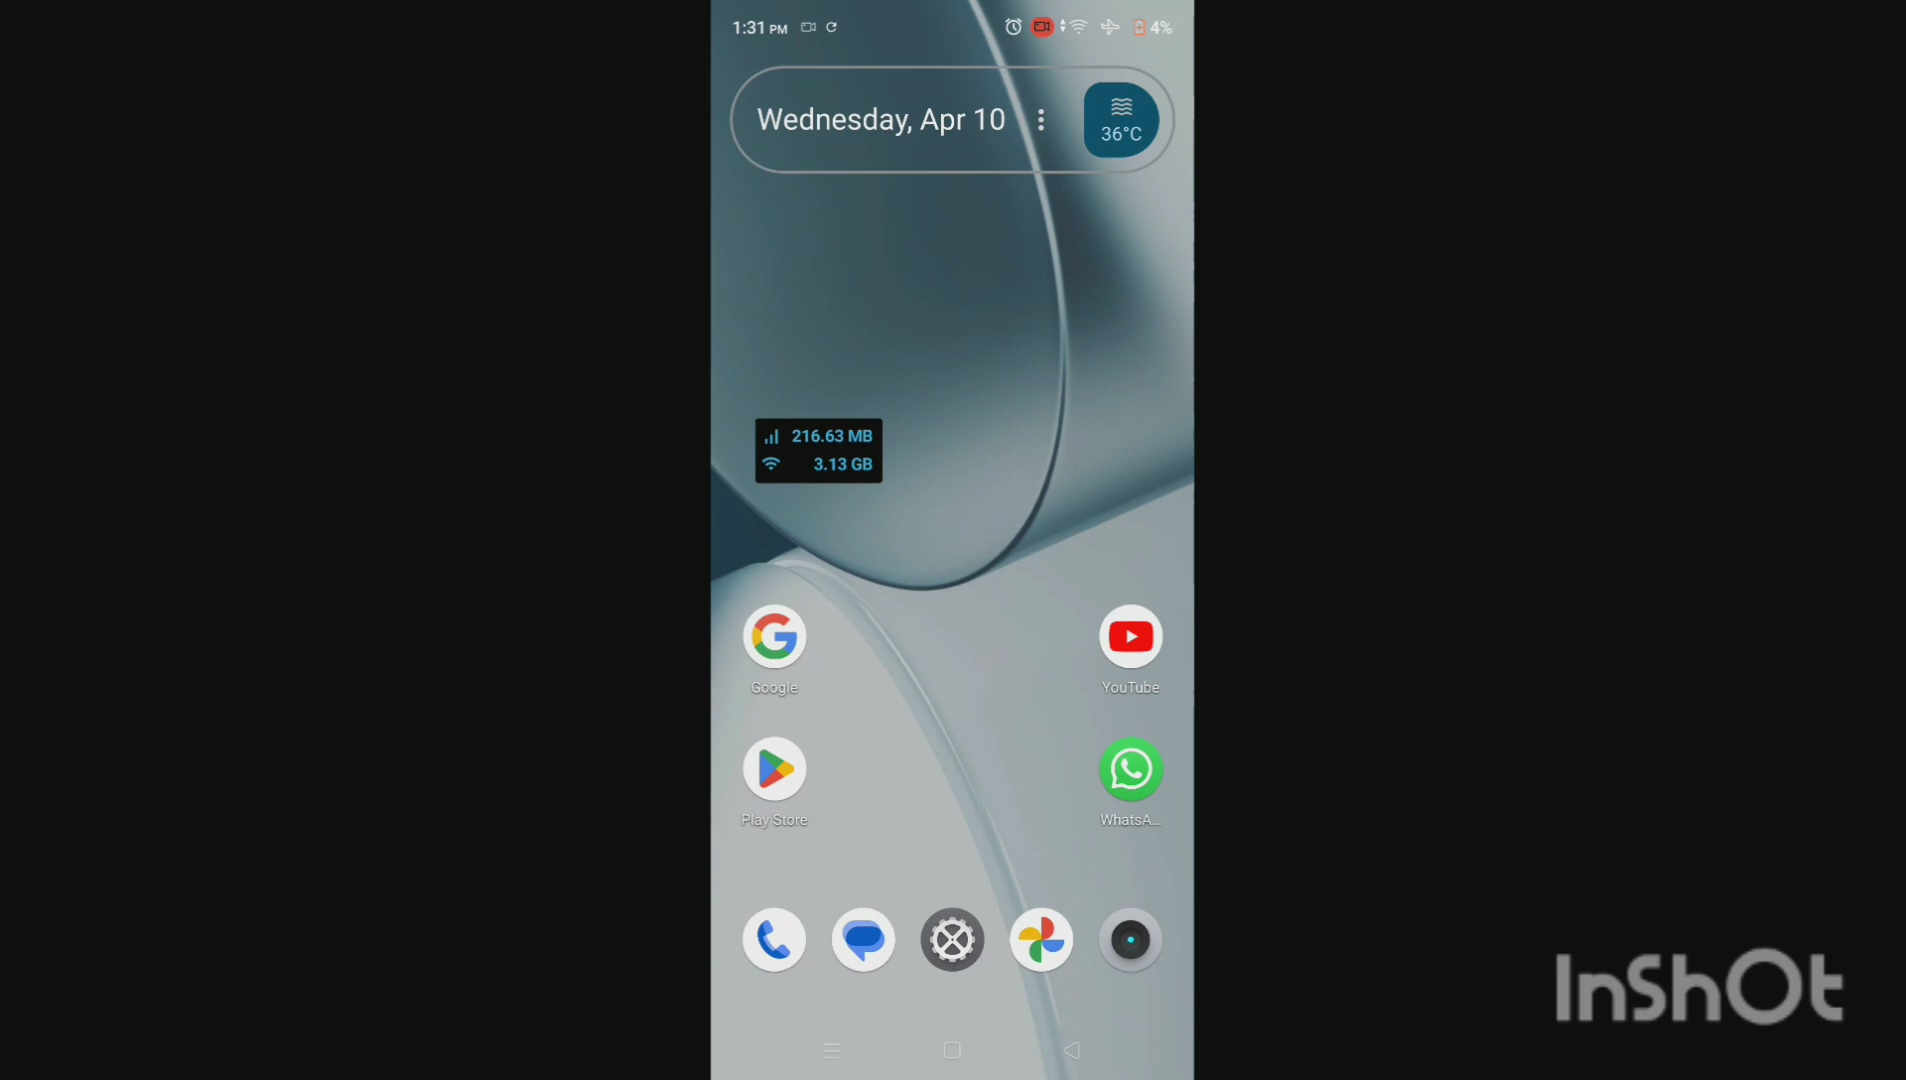 1:31 PM
4%
Wednesday, Apr 10
36°C
216.63 MB
3.13 GB
Google
YouTube
Play Store
WhatsA...
InShOt